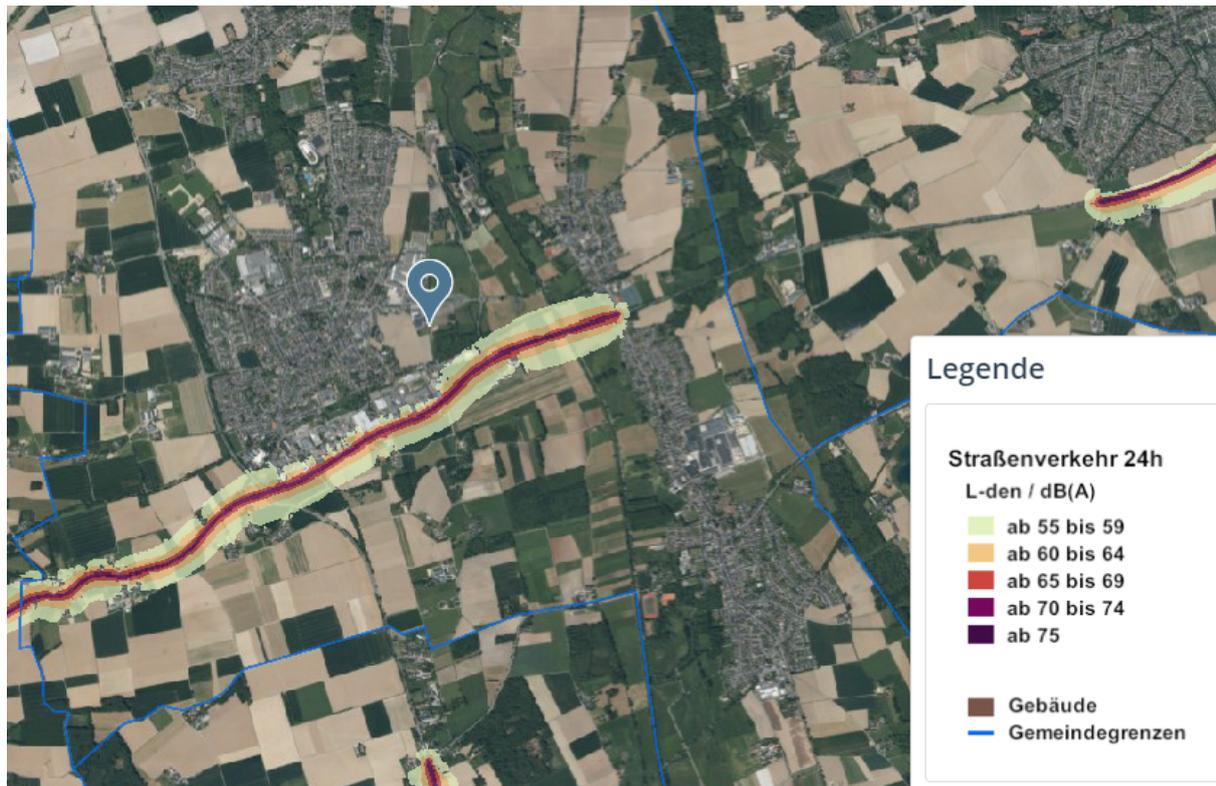 Legende
Straßenverkehr 24h
L-den / dB(A)
ab 55 bis 59
ab 60 bis 64
ab 65 bis 69
ab 70 bis 74
ab 75
Gebäude
Gemeindegrenzen